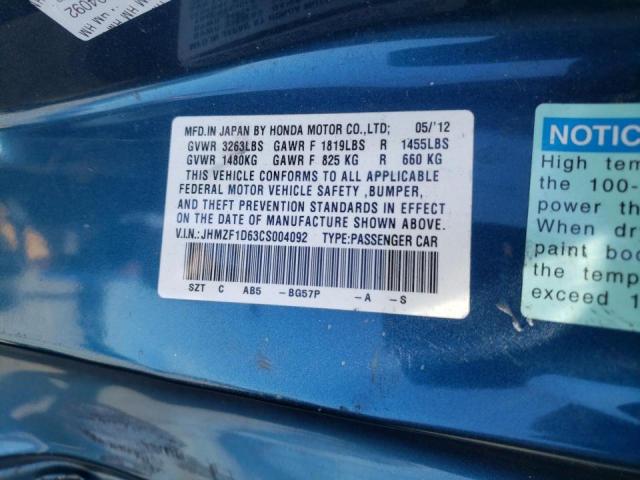 04092
MFD.IN JAPAN BY HONDA MOTOR CO.,LTD; 05/'12
GVWR 3263LBS GAWR F 1819LBS R 1455LBS
GVWR 1480KG GAWR F 825 KG R 660 KG
THIS VEHICLE CONFORMS TO ALL APPLICABLE
FEDERAL MOTOR VEHICLE SAFETY ,BUMPER,
AND THEFT PREVENTION STANDARDS IN EFFECT
ON THE DATE OF MANUFACTURE SHOWN ABOVE.
V.I.N.:JHMZF1D63CS004092 TYPE:PASSENGER CAR
SZT C AB5 -BG57P -A -S
NOTIC
High tem
the 100-
power th
When dr
paint boo
the temp
exceed 1